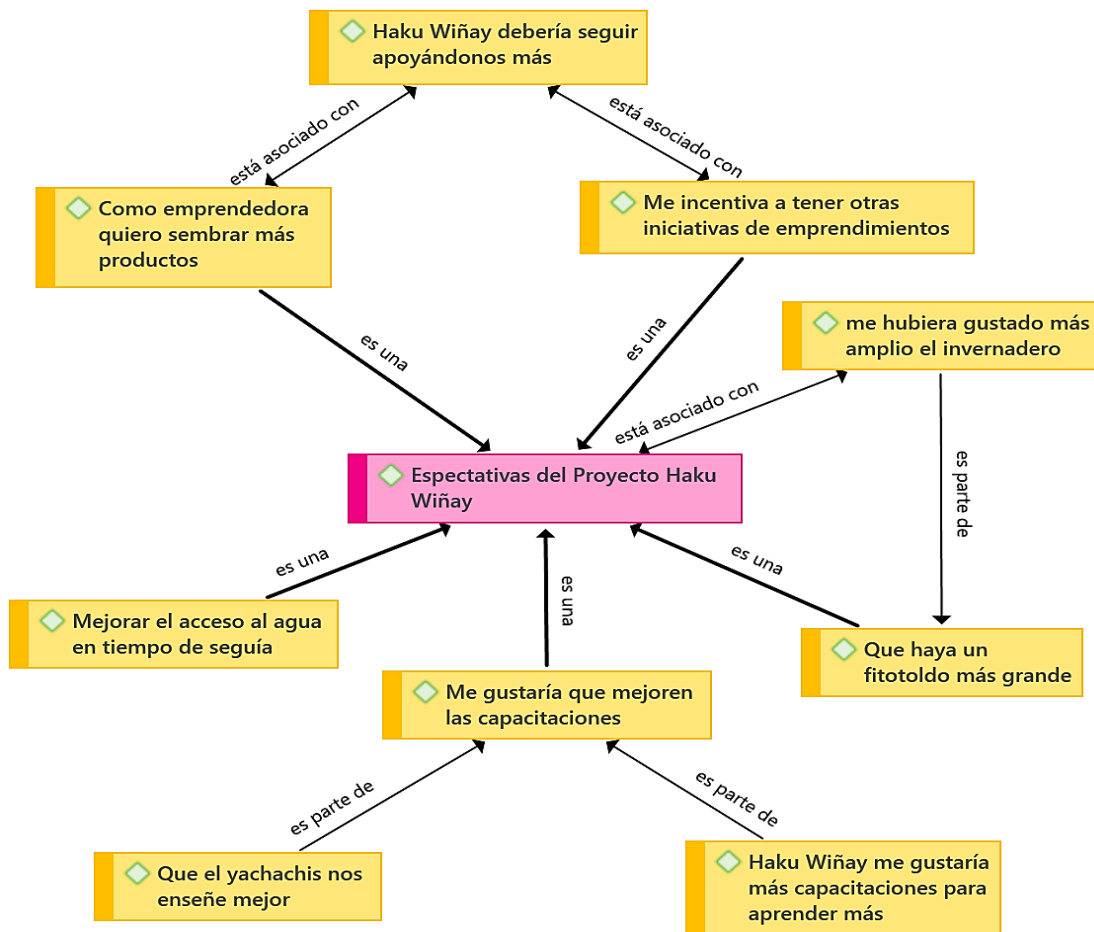 Haku Wiñay debería seguir
apoyándonos más
está asociado con
está asociado con
Como emprendedora
quiero sembrar más
productos
Me incentiva a tener otras
iniciativas de emprendimientos
es una
es una
me hubiera gustado más
amplio el invernadero
está asociado con
es parte de
Espectativas del Proyecto Haku
Wiñay
es una
es una
es una
Mejorar el acceso al agua
en tiempo de seguía
Que haya un
fitotoldo más grande
Me gustaría que mejoren
las capacitaciones
es parte de
es parte de
Que el yachachis nos
enseñe mejor
Haku Wiñay me gustaría
más capacitaciones para
aprender más